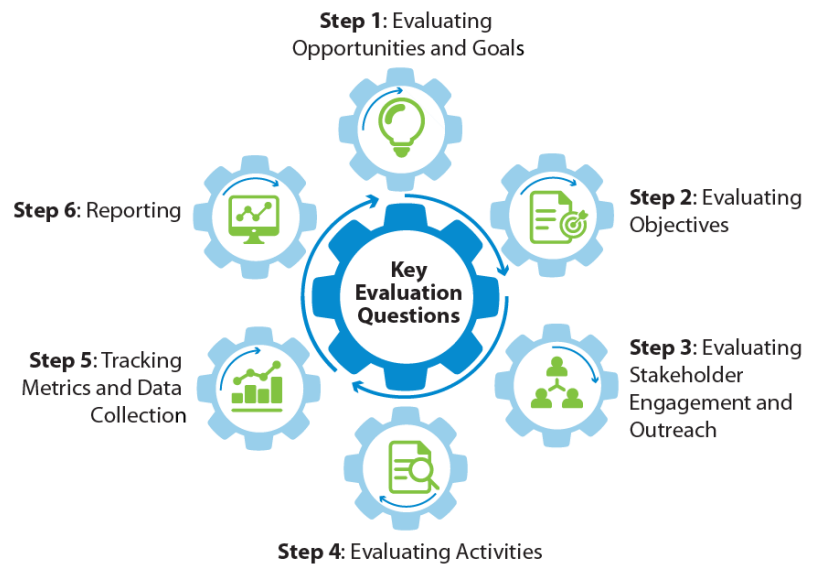 Step 1: Evaluating
Opportunities and Goals
Step 2: Evaluating
Objectives
Step 3: Evaluating
Stakeholder
Engagement and
Outreach
Step 4: Evaluating Activities
Step 5: Tracking
Metrics and Data
Collection
Step 6: Reporting
Key
Evaluation
Questions